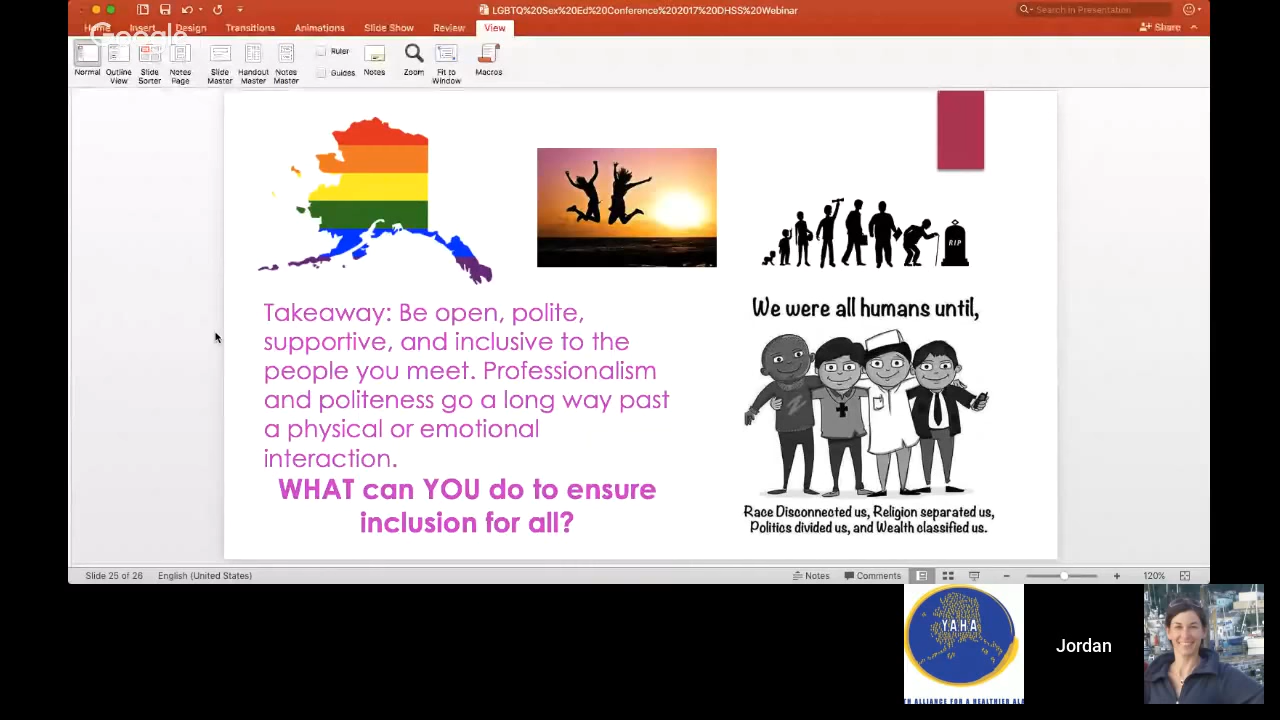 LGBTQ%20Sex%20Ed%20Conference%202017%20DHSS%20Webinar
Search in Presentation
Home Insert Design Transitions Animations Slide Show Review View
Share
Google
Normal
Outline View
Slide Sorter
Notes Page
Slide Master
Handout Master
Notes Master
Ruler
Guides
Notes
Zoom
Fit to Window
Macros
RIP
Takeaway: Be open, polite,
supportive, and inclusive to the
people you meet. Professionalism
and politeness go a long way past
a physical or emotional
interaction.
WHAT can YOU do to ensure
inclusion for all?
We were all humans until,
Race Disconnected us, Religion separated us,
Politics divided us, and Wealth classified us.
Slide 25 of 26 English (United States)
Notes Comments 120%
YAHA
ALLIANCE FOR A HEALTHIER
Jordan